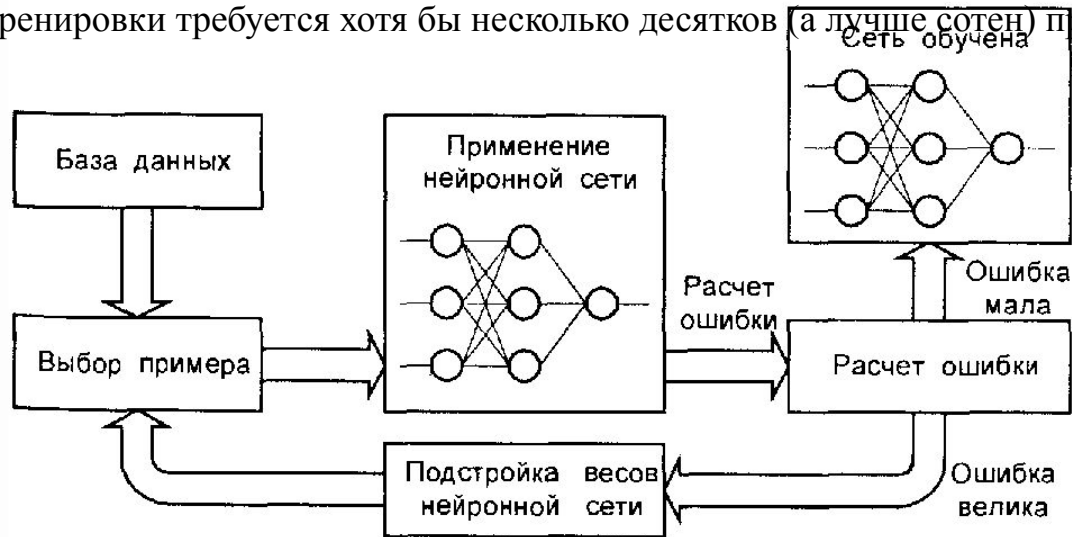 ренировки требуется хотя бы несколько десятков (а лучше сотен) п
Сеть обучена
База данных
Применение
нейронной сети
Расчет
ошибки
Ошибка
мала
Выбор примера
Расчет ошибки
Подстройка весов
нейронной сети
Ошибка
велика